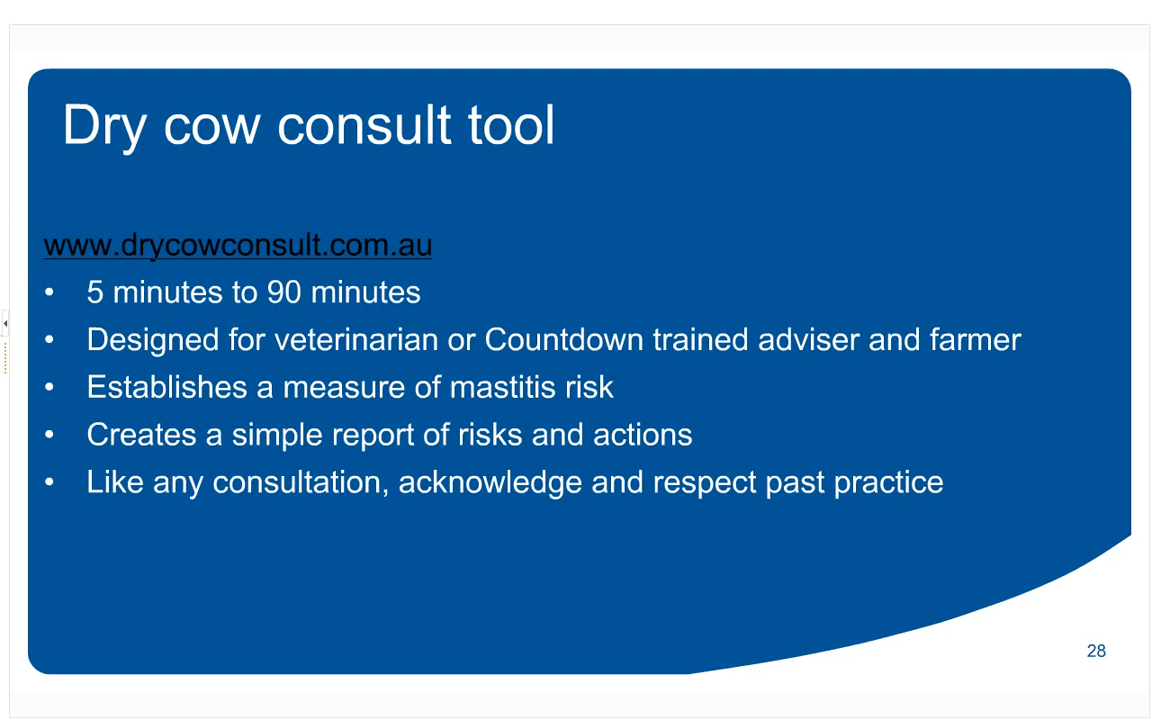 Dry cow consult tool
www.drycowconsult.com.au
• 5 minutes to 90 minutes
• Designed for veterinarian or Countdown trained adviser and farmer
• Establishes a measure of mastitis risk
• Creates a simple report of risks and actions
• Like any consultation, acknowledge and respect past practice
28